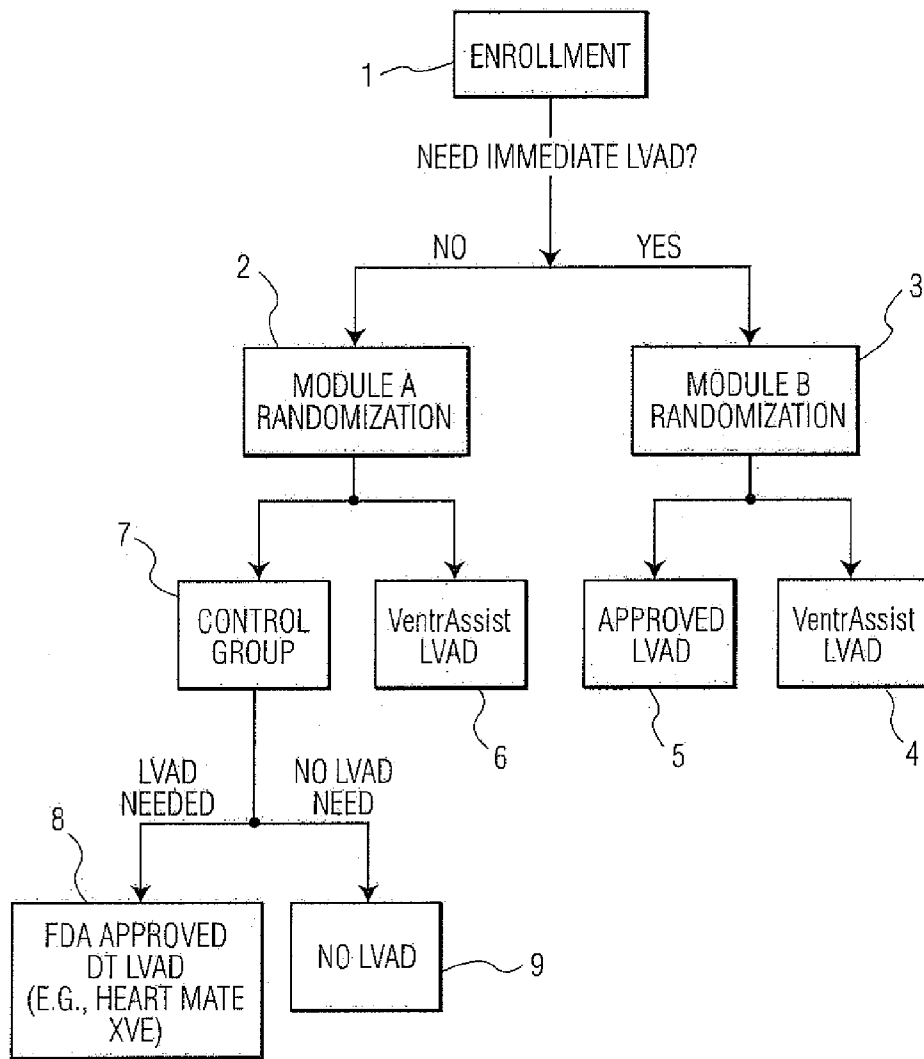 ENROLLMENT
1
NEED IMMEDIATE LVAD?
NO
YES
2
3
MODULE A
RANDOMIZATION
MODULE B
RANDOMIZATION
7
CONTROL
GROUP
VentrAssist
LVAD
APPROVED
LVAD
VentrAssist
LVAD
6
5
4
LVAD
NEEDED
NO LVAD
NEED
8
FDA APPROVED
DT LVAD
(E.G., HEART MATE
XVE)
NO LVAD
9